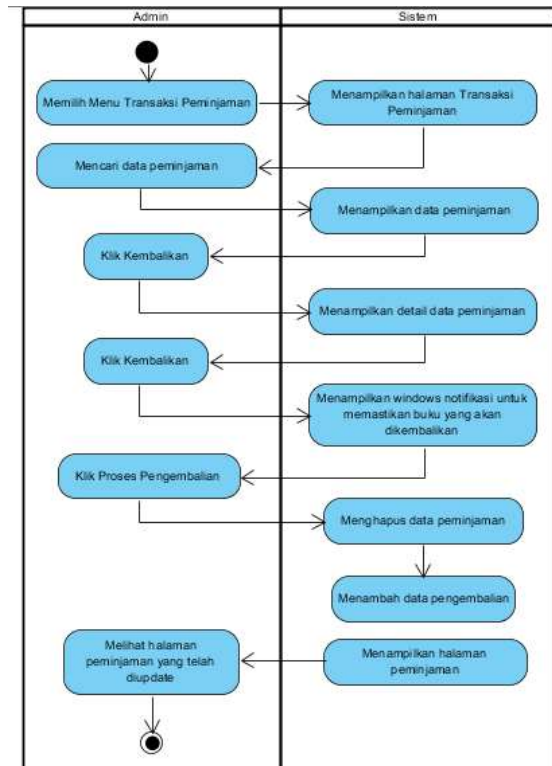 Admin
Sistem
Memilih Menu Transaksi Peminjaman
Menampilkan halaman Transaksi
Peminjaman
Mencari data peminjaman
Menampilkan data peminjaman
Klik Kembalikan
Menampilkan detail data peminjaman
Klik Kembalikan
Menampilkan windows notifikasi untuk
memastikan buku yang akan
dikembalikan
Klik Proses Pengembalian
Menghapus data peminjaman
Menambah data pengembalian
Menampilkan halaman
peminjaman
Melihat halaman
peminjaman yang telah
diupdate